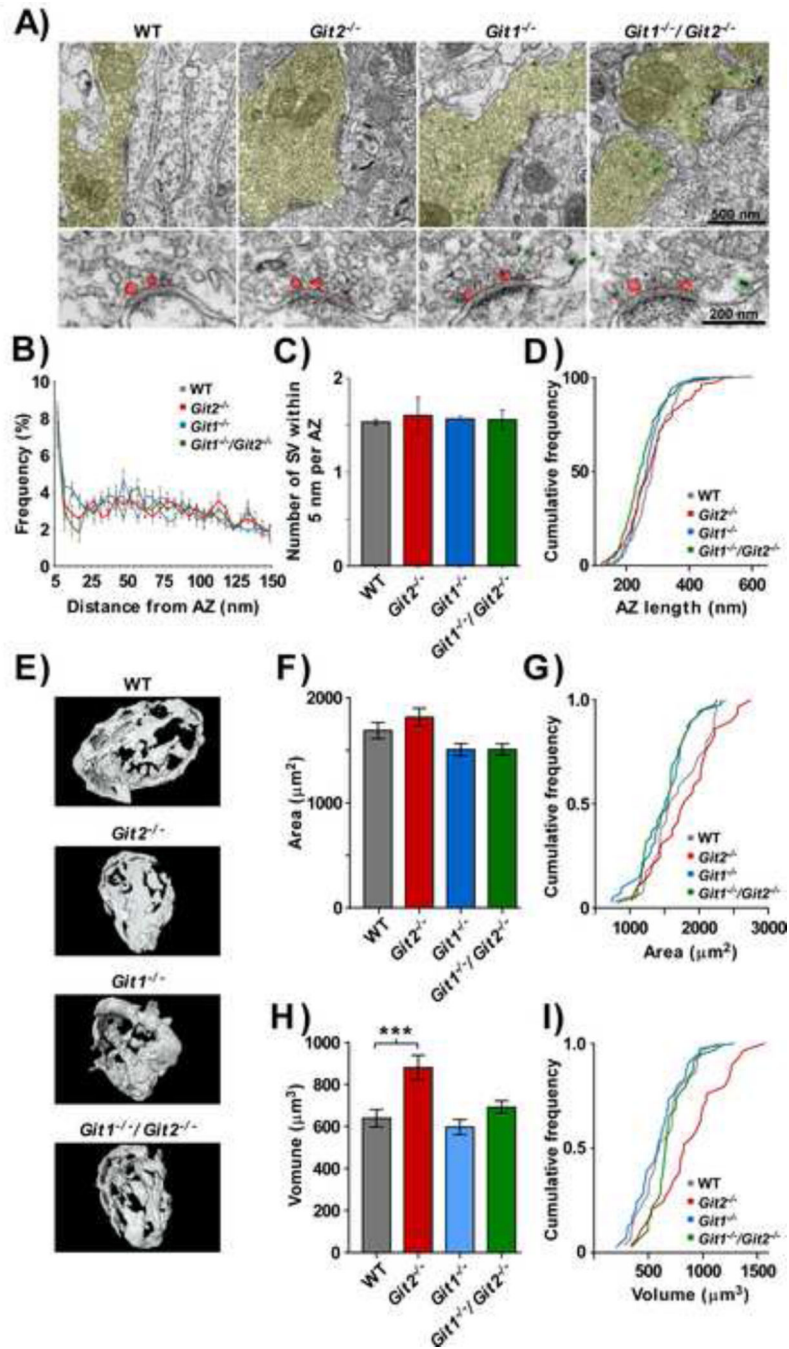 A)
WT
Git2-/-
Git1-/-
Git1-/-/Git2-/-
500 nm
200 nm
B)
Frequency (%)
10
8
6
4
2
0
WT
Git2-/-
Git1-/-
Git1-/-/Git2-/-
5 25 50 75 100 125 150
Distance from AZ (nm)
C)
Number of SV within
5 nm per AZ
2
1
0
WT
Git2-/-
Git1-/-
Git1-/-/Git2-/-
D)
Cumulative frequency
100
50
0
WT
Git2-/-
Git1-/-
Git1-/-/Git2-/-
200 400 600
AZ length (nm)
E)
WT
Git2-/-
Git1-/-
Git1-/-/Git2-/-
F)
Area (µm²)
2000
1000
0
WT
Git2-/-
Git1-/-
Git1-/-/Git2-/-
G)
Cumulative frequency
1.0
0.5
0
WT
Git2-/-
Git1-/-
Git1-/-/Git2-/-
1000 2000 3000
Area (µm²)
H)
Vomune (µm³)
1000
800
600
400
200
0
***
WT
Git2-/-
Git1-/-
Git1-/-/Git2-/-
I)
Cumulative frequency
1.0
0.5
0
WT
Git2-/-
Git1-/-
Git1-/-/Git2-/-
500 1000 1500
Volume (µm³)